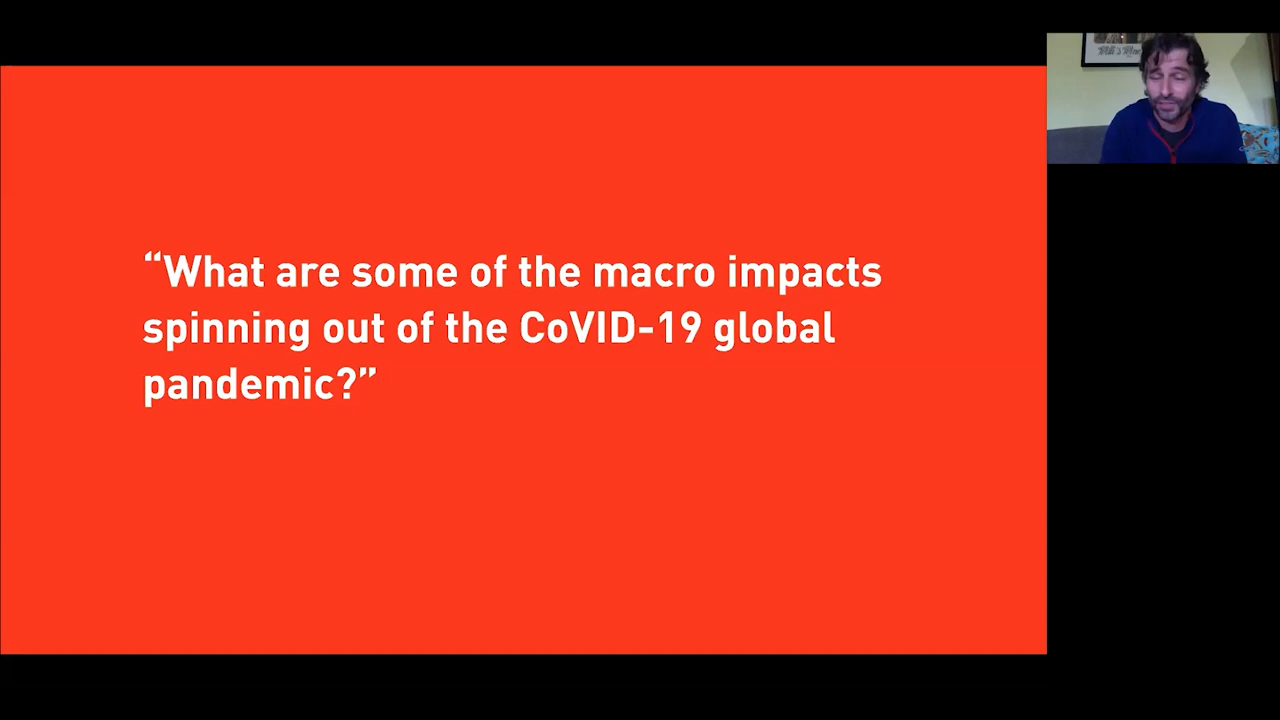 “What are some of the macro impacts
spinning out of the CoVID-19 global
pandemic?”